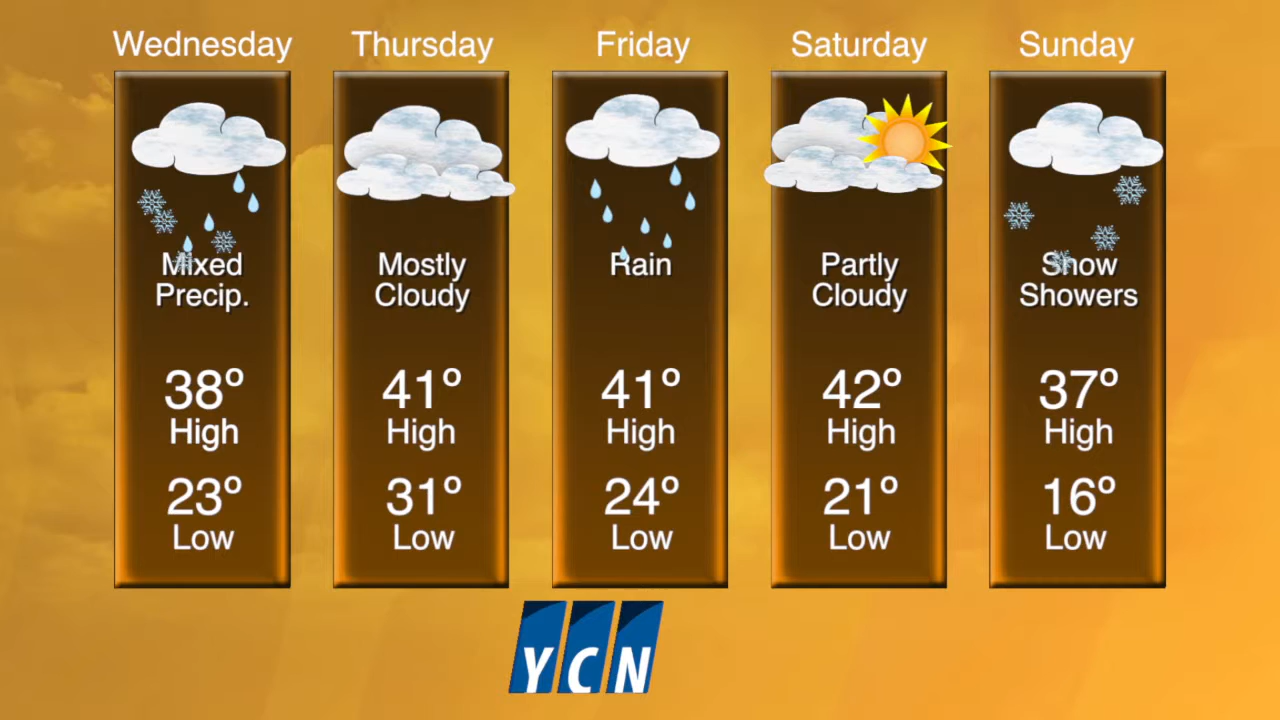 Wednesday
Thursday
Friday
Saturday
Sunday
Mixed
Precip.
Mostly
Cloudy
Rain
Partly
Cloudy
Snow
Showers
38º
High
41º
High
41º
High
42º
High
37º
High
23º
Low
31º
Low
24º
Low
21º
Low
16º
Low
YCN